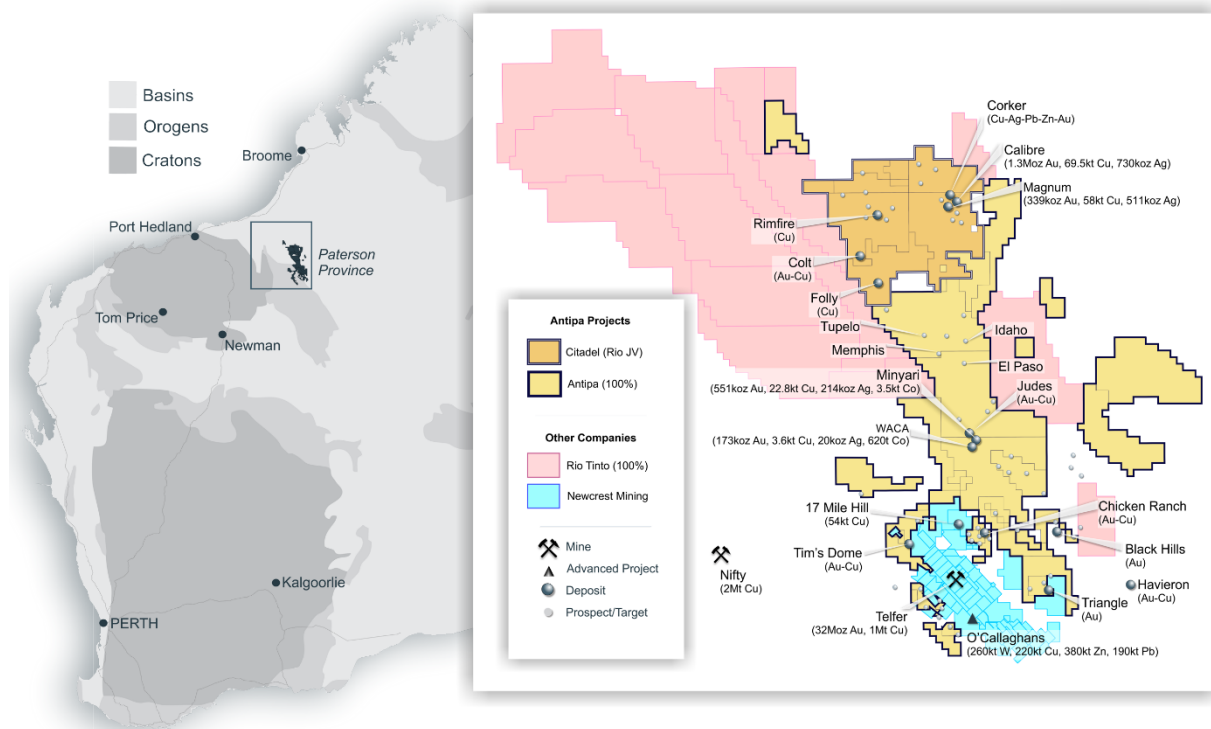 Basins
Orogens
Cratons
Broome
Port Hedland
Paterson
Province
Tom Price
Newman
Kalgoorlie
PERTH
Antipa Projects
Citadel (Rio JV)
Antipa (100%)
Other Companies
Rio Tinto (100%)
Newcrest Mining
Mine
Advanced Project
Deposit
Prospect/Target
Corker
(Cu-Ag-Pb-Zn-Au)
Calibre
(1.3Moz Au, 69.5kt Cu, 730koz Ag)
Magnum
(339koz Au, 58kt Cu, 511koz Ag)
Rimfire
(Cu)
Colt
(Au-Cu)
Folly
(Cu)
Tupelo
Idaho
Memphis
El Paso
Minyari
(551koz Au, 22.8kt Cu, 214koz Ag, 3.5kt Co)
Judes
(Au-Cu)
WACA
(173koz Au, 3.6kt Cu, 20koz Ag, 620t Co)
17 Mile Hill
(54kt Cu)
Chicken Ranch
(Au-Cu)
Tim's Dome
(Au-Cu)
Black Hills
(Au)
Nifty
(2Mt Cu)
Havieron
(Au-Cu)
Triangle
(Au)
Telfer
(32Moz Au, 1Mt Cu)
O'Callaghans
(260kt W, 220kt Cu, 380kt Zn, 190kt Pb)